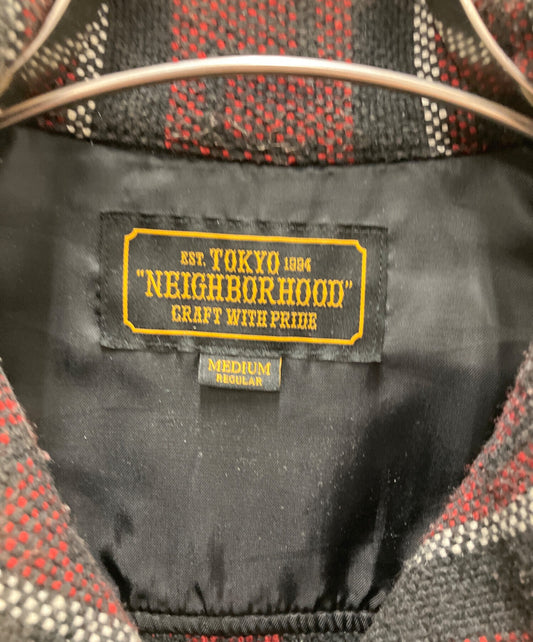 EST. TOKYO 1994
"NEIGHBORHOOD"
CRAFT WITH PRIDE
MEDIUM
REGULAR